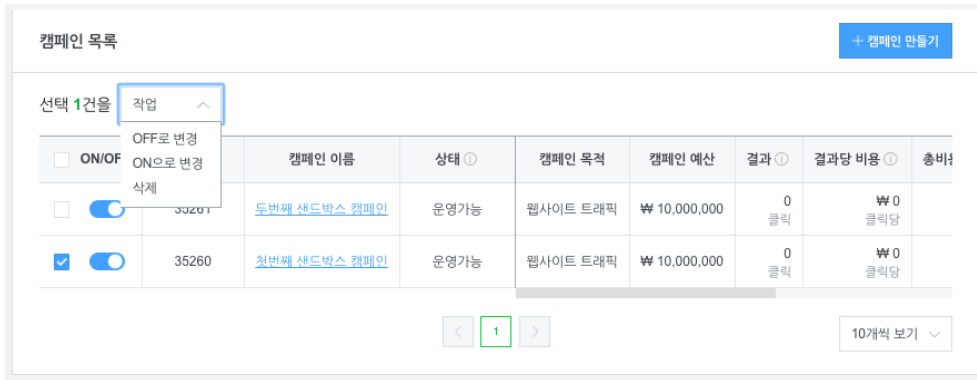 캠페인 목록
+ 캠페인 만들기
선택 1건을 작업
OFF로 변경
ON으로 변경
삭제
캠페인 이름 상태 캠페인 목적 캠페인 예산 결과 결과당 비용
35261 두번째 샌드박스 캠페인 운영가능 웹사이트 트래픽 ₩ 10,000,000 0 ₩ 0
클릭 클릭당
35260 첫번째 샌드박스 캠페인 운영가능 웹사이트 트래픽 ₩ 10,000,000 0 ₩ 0
클릭 클릭당
1
10개씩 보기